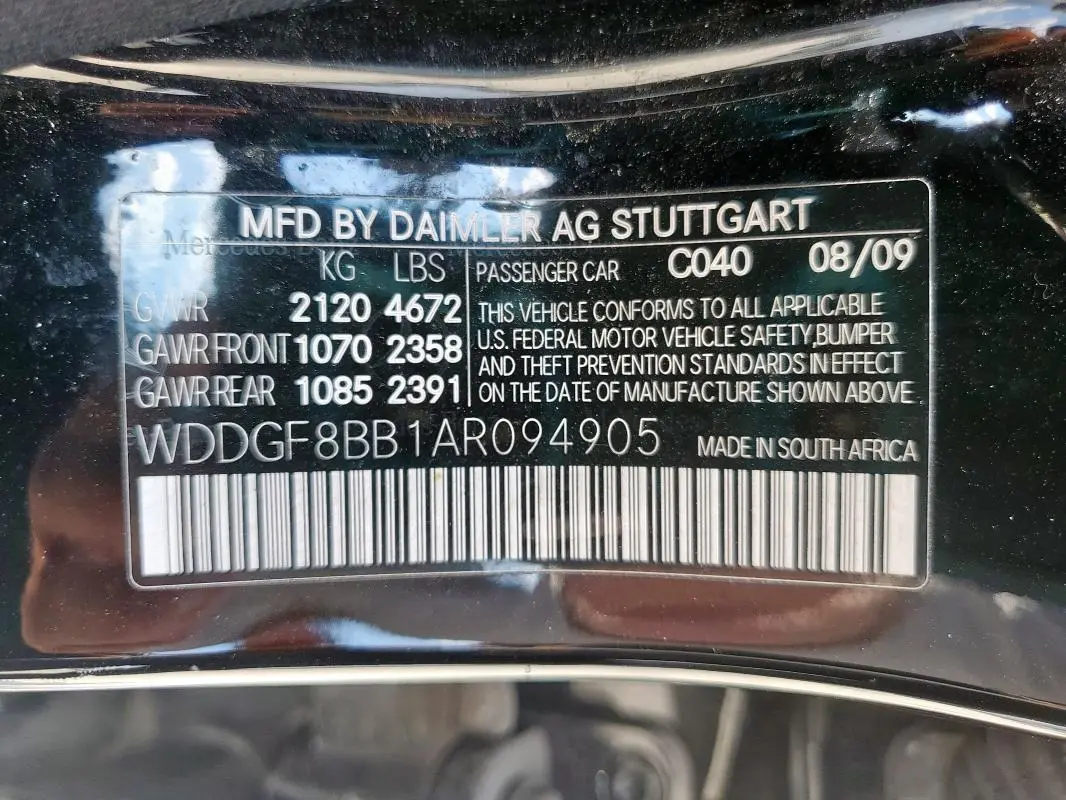 MFD BY DAIMLER AG STUTTGART
KG LBS
GVWR 2120 4672
GAWR FRONT 1070 2358
GAWR REAR 1085 2391
PASSENGER CAR C040 08/09
THIS VEHICLE CONFORMS TO ALL APPLICABLE
U.S. FEDERAL MOTOR VEHICLE SAFETY, BUMPER
AND THEFT PREVENTION STANDARDS IN EFFECT
ON THE DATE OF MANUFACTURE SHOWN ABOVE.
WDDGF8BB1AR094905 MADE IN SOUTH AFRICA